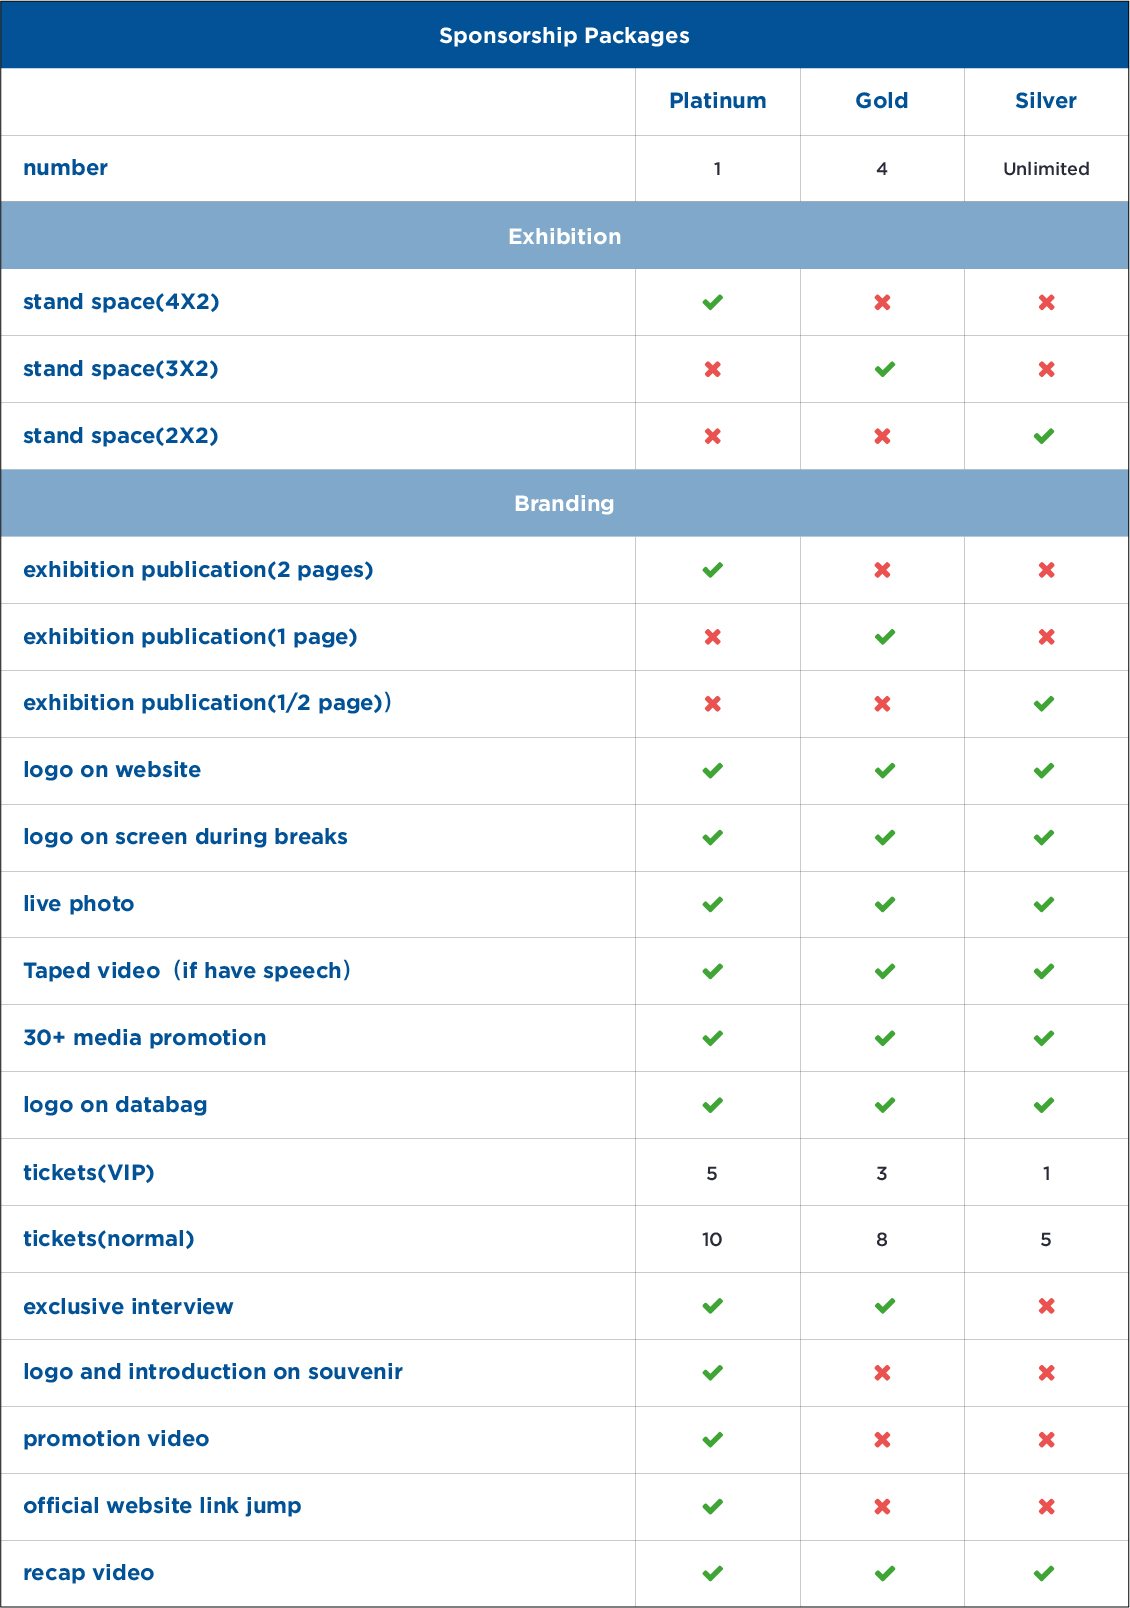 Sponsorship Packages
Platinum Gold Silver
number 1 4 Unlimited
Exhibition
stand space(4X2) ✔ ✖ ✖
stand space(3X2) ✖ ✔ ✖
stand space(2X2) ✖ ✖ ✔
Branding
exhibition publication(2 pages) ✔ ✖ ✖
exhibition publication(1 page) ✖ ✔ ✖
exhibition publication(1/2 page)） ✖ ✖ ✔
logo on website ✔ ✔ ✔
logo on screen during breaks ✔ ✔ ✔
live photo ✔ ✔ ✔
Taped video（if have speech） ✔ ✔ ✔
30+ media promotion ✔ ✔ ✔
logo on databag ✔ ✔ ✔
tickets(VIP) 5 3 1
tickets(normal) 10 8 5
exclusive interview ✔ ✔ ✖
logo and introduction on souvenir ✔ ✖ ✖
promotion video ✔ ✖ ✖
official website link jump ✔ ✖ ✖
recap video ✔ ✔ ✔